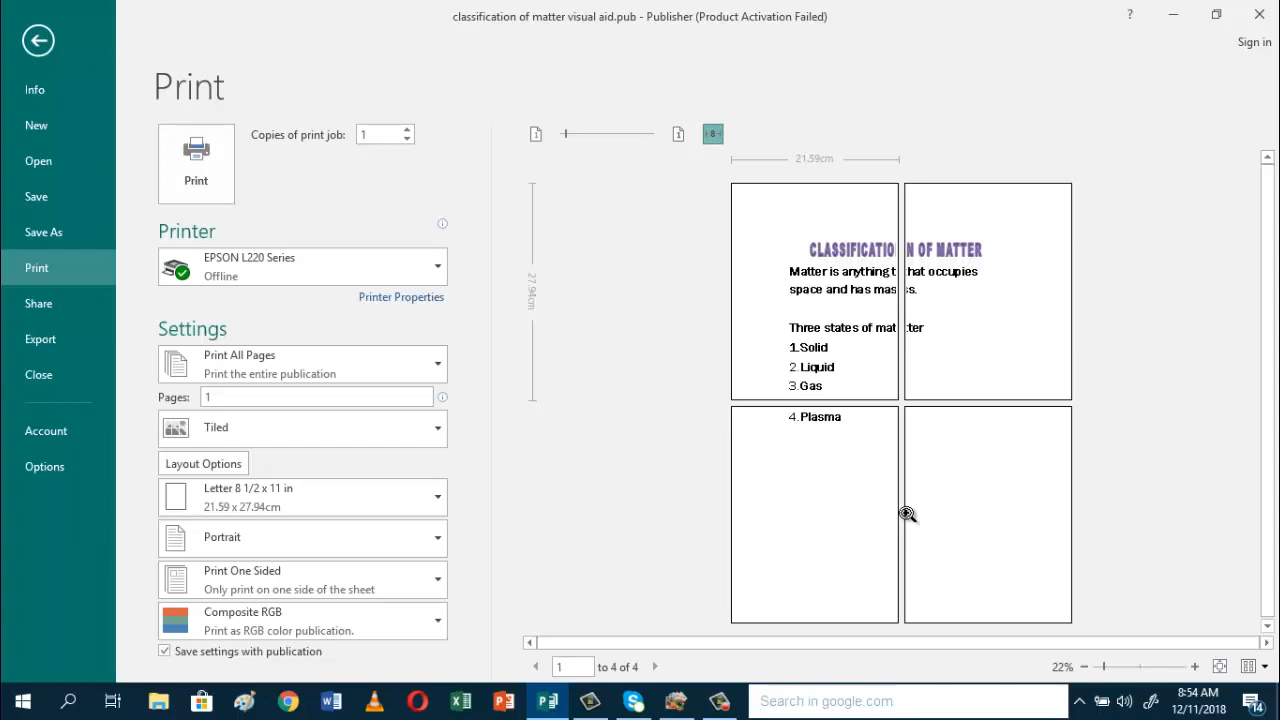 classification of matter visual aid.pub - Publisher (Product Activation Failed)
?
Sign in
Info
New
Open
Save
Save As
Print
Share
Export
Close
Account
Options
Print
Print
Copies of print job: 1
Printer
EPSON L220 Series
Offline
Printer Properties
Settings
Print All Pages
Print the entire publication
Pages: 1
Tiled
Layout Options
Letter 8 1/2 x 11 in
21.59 x 27.94cm
Portrait
Print One Sided
Only print on one side of the sheet
Composite RGB
Print as RGB color publication.
Save settings with publication
1
1
8
21.59cm
27.94cm
CLASSIFICATIO N OF MATTER
Matter is anything t hat occupies
space and has mas ss.
Three states of mat tter
1.Solid
2.Liquid
3.Gas
4.Plasma
1 to 4 of 4
22%
Search in google.com
8:54 AM
12/11/2018
14